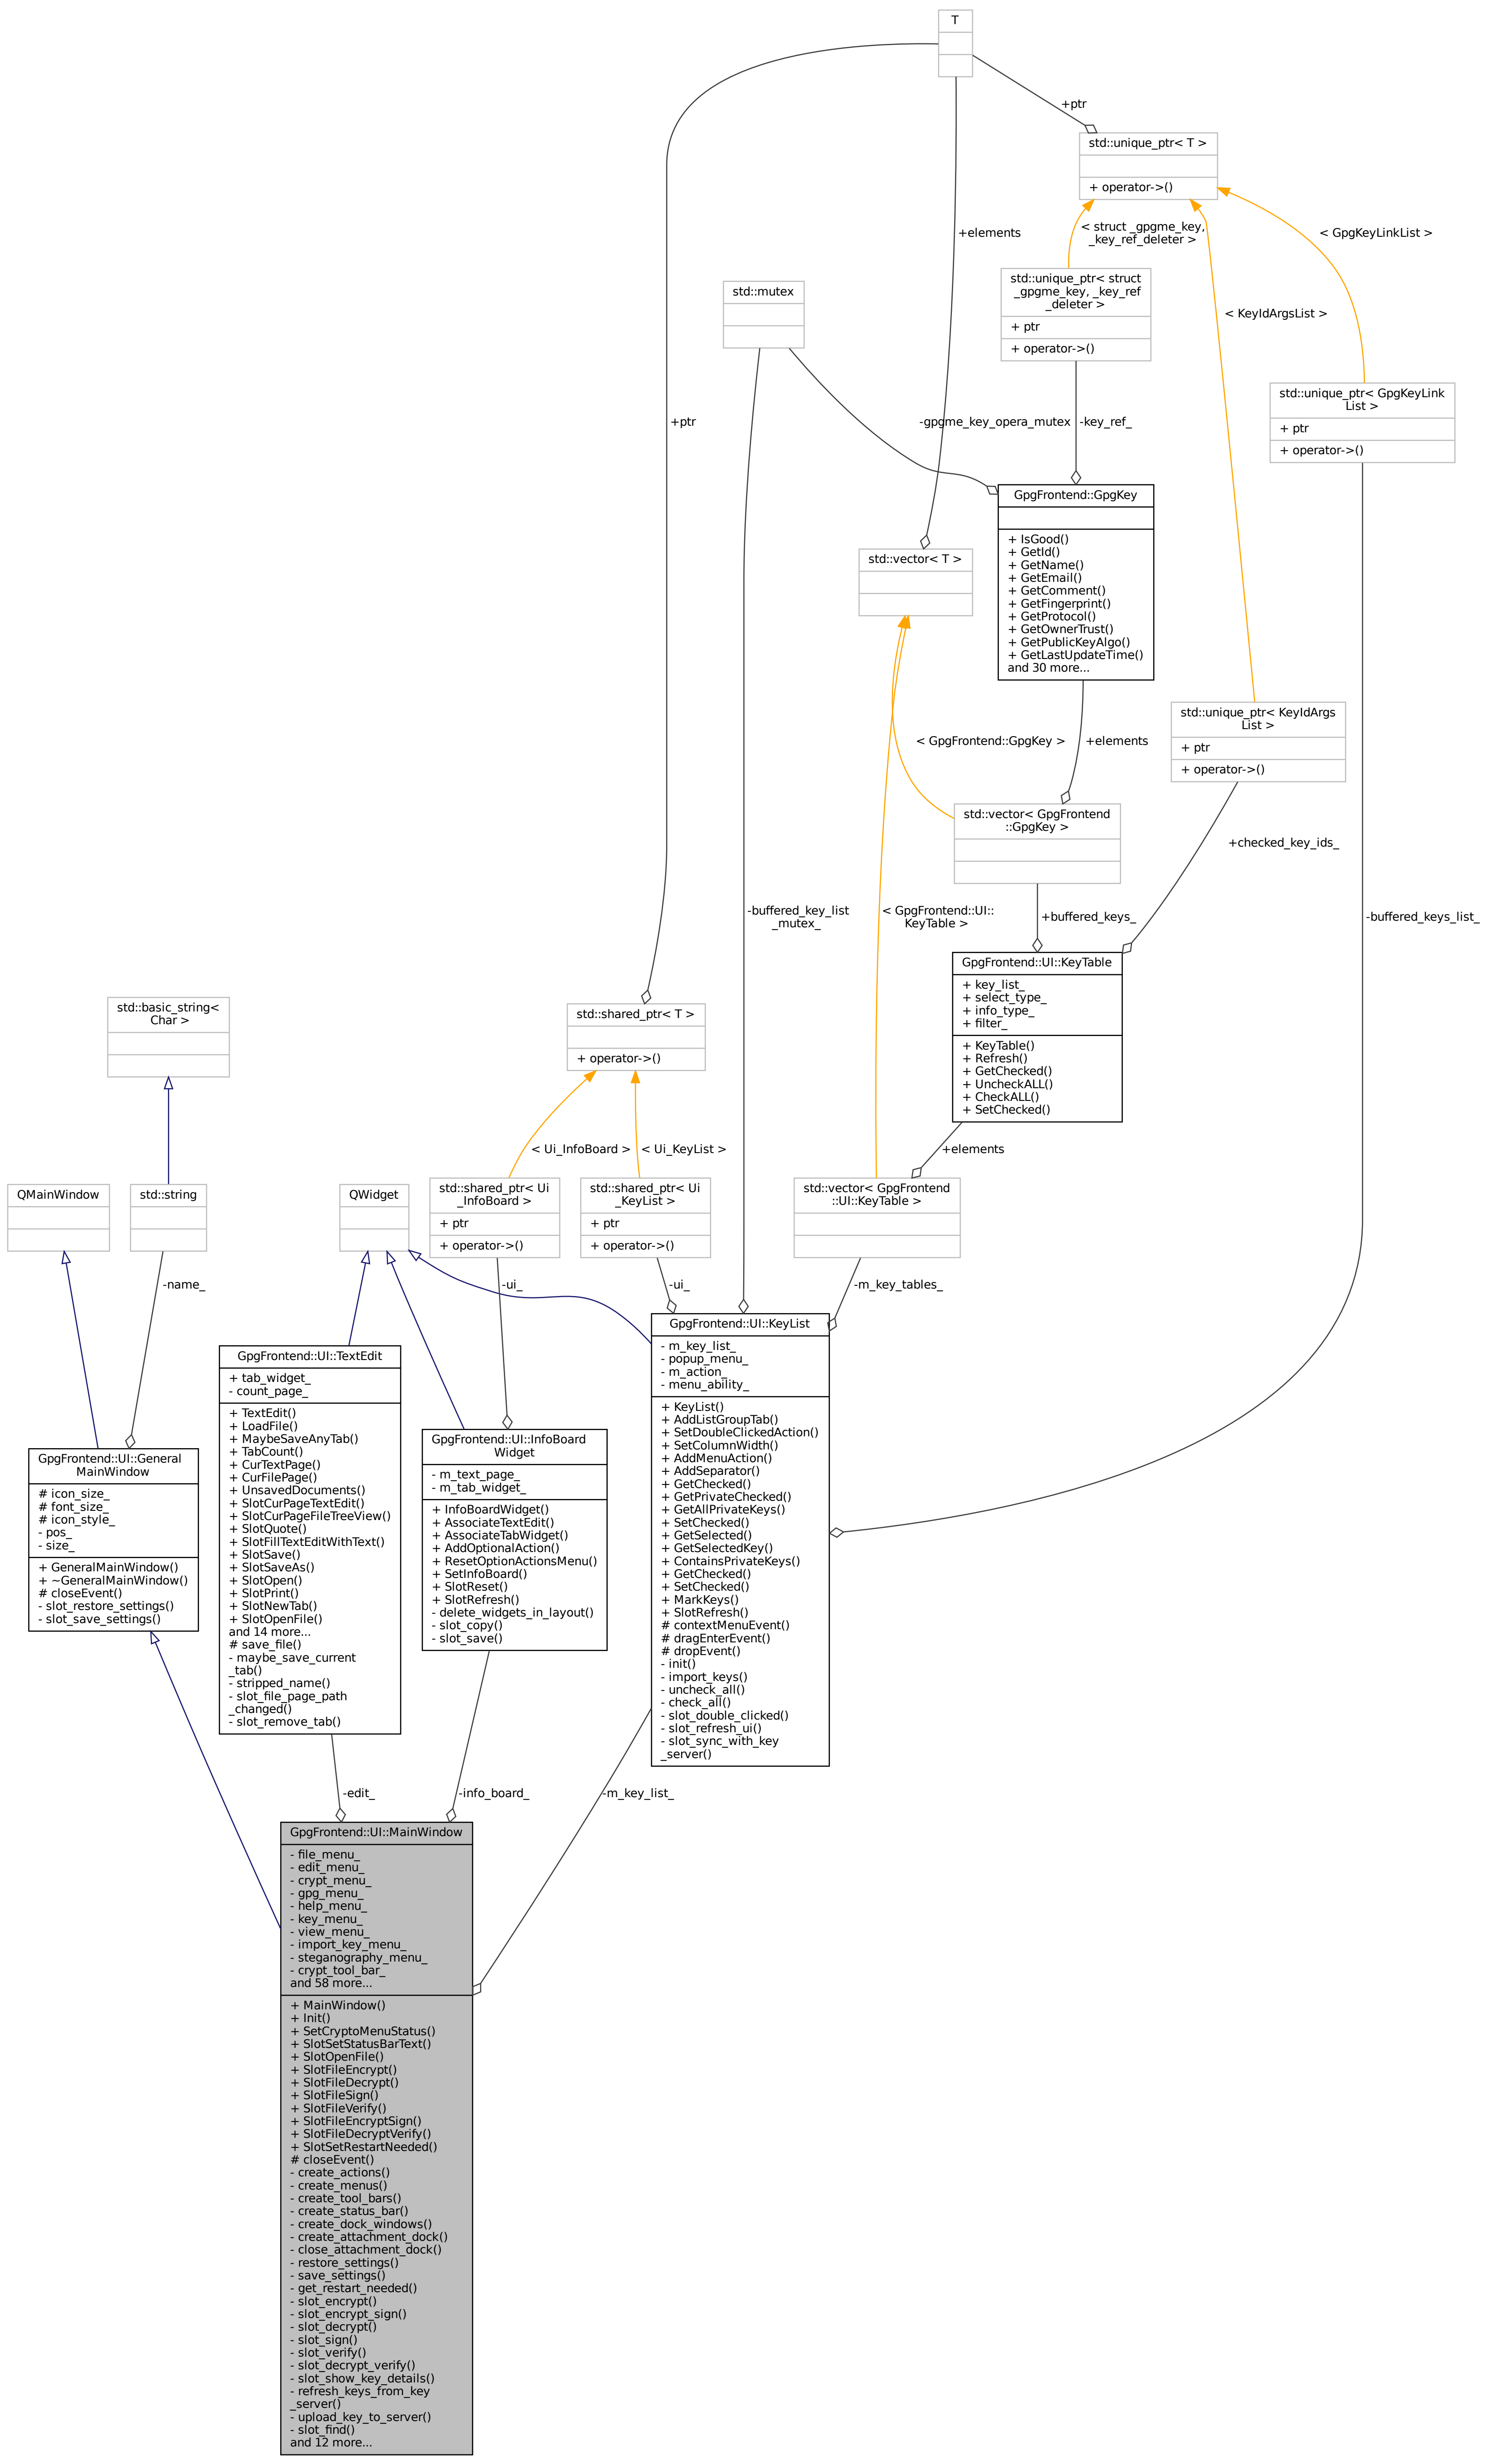 T
+ptr
std::unique_ptr< T >
+ operator->()
+elements
< struct _gpgme_key,
_key_ref_deleter >
< GpgKeyLinkList >
std::unique_ptr< struct
_gpgme_key, _key_ref
_deleter >
+ ptr
+ operator->()
std::mutex
< KeyIdArgsList >
std::unique_ptr< GpgKeyLink
List >
+ ptr
+ operator->()
+ptr
-gpgme_key_opera_mutex
-key_ref_
GpgFrontend::GpgKey
+ IsGood()
+ GetId()
+ GetName()
+ GetEmail()
+ GetComment()
+ GetFingerprint()
+ GetProtocol()
+ GetOwnerTrust()
+ GetPublicKeyAlgo()
+ GetLastUpdateTime()
and 30 more...
std::vector< T >
std::unique_ptr< KeyIdArgs
List >
+ ptr
+ operator->()
< GpgFrontend::GpgKey >
+elements
std::vector< GpgFrontend
::GpgKey >
+checked_key_ids_
-buffered_key_list
_mutex_
< GpgFrontend::UI::
KeyTable >
+buffered_keys_
-buffered_keys_list_
GpgFrontend::UI::KeyTable
+ key_list_
+ select_type_
+ info_type_
+ filter_
+ KeyTable()
+ Refresh()
+ GetChecked()
+ UncheckALL()
+ CheckALL()
+ SetChecked()
std::basic_string<
Char >
std::shared_ptr< T >
+ operator->()
< Ui_InfoBoard >
< Ui_KeyList >
+elements
QMainWindow
std::string
QWidget
std::shared_ptr< Ui
_InfoBoard >
+ ptr
+ operator->()
std::shared_ptr< Ui
_KeyList >
+ ptr
+ operator->()
std::vector< GpgFrontend
::UI::KeyTable >
-name_
-ui_
-ui_
-m_key_tables_
GpgFrontend::UI::KeyList
- m_key_list_
- popup_menu_
- m_action_
- menu_ability_
+ KeyList()
+ AddListGroupTab()
+ SetDoubleClickedAction()
+ SetColumnWidth()
+ AddMenuAction()
+ AddSeparator()
+ GetChecked()
+ GetPrivateChecked()
+ GetAllPrivateKeys()
+ SetChecked()
+ GetSelected()
+ GetSelectedKey()
+ ContainsPrivateKeys()
+ GetChecked()
+ SetChecked()
+ MarkKeys()
+ SlotRefresh()
# contextMenuEvent()
# dragEnterEvent()
# dropEvent()
- init()
- import_keys()
- uncheck_all()
- check_all()
- slot_double_clicked()
- slot_refresh_ui()
- slot_sync_with_key
_server()
GpgFrontend::UI::TextEdit
+ tab_widget_
- count_page_
+ TextEdit()
+ LoadFile()
+ MaybeSaveAnyTab()
+ TabCount()
+ CurTextPage()
+ CurFilePage()
+ UnsavedDocuments()
+ SlotCurPageTextEdit()
+ SlotCurPageFileTreeView()
+ SlotQuote()
+ SlotFillTextEditWithText()
+ SlotSave()
+ SlotSaveAs()
+ SlotOpen()
+ SlotPrint()
+ SlotNewTab()
+ SlotOpenFile()
and 14 more...
# save_file()
- maybe_save_current
_tab()
- stripped_name()
- slot_file_page_path
_changed()
- slot_remove_tab()
GpgFrontend::UI::InfoBoard
Widget
- m_text_page_
- m_tab_widget_
+ InfoBoardWidget()
+ AssociateTextEdit()
+ AssociateTabWidget()
+ AddOptionalAction()
+ ResetOptionActionsMenu()
+ SetInfoBoard()
+ SlotReset()
+ SlotRefresh()
- delete_widgets_in_layout()
- slot_copy()
- slot_save()
GpgFrontend::UI::General
MainWindow
# icon_size_
# font_size_
# icon_style_
- pos_
- size_
+ GeneralMainWindow()
+ ~GeneralMainWindow()
# closeEvent()
- slot_restore_settings()
- slot_save_settings()
-edit_
-info_board_
-m_key_list_
GpgFrontend::UI::MainWindow
- file_menu_
- edit_menu_
- crypt_menu_
- gpg_menu_
- help_menu_
- key_menu_
- view_menu_
- import_key_menu_
- steganography_menu_
- crypt_tool_bar_
and 58 more...
+ MainWindow()
+ Init()
+ SetCryptoMenuStatus()
+ SlotSetStatusBarText()
+ SlotOpenFile()
+ SlotFileEncrypt()
+ SlotFileDecrypt()
+ SlotFileSign()
+ SlotFileVerify()
+ SlotFileEncryptSign()
+ SlotFileDecryptVerify()
+ SlotSetRestartNeeded()
# closeEvent()
- create_actions()
- create_menus()
- create_tool_bars()
- create_status_bar()
- create_dock_windows()
- create_attachment_dock()
- close_attachment_dock()
- restore_settings()
- save_settings()
- get_restart_needed()
- slot_encrypt()
- slot_encrypt_sign()
- slot_decrypt()
- slot_sign()
- slot_verify()
- slot_decrypt_verify()
- slot_show_key_details()
- refresh_keys_from_key
_server()
- upload_key_to_server()
- slot_find()
and 12 more...